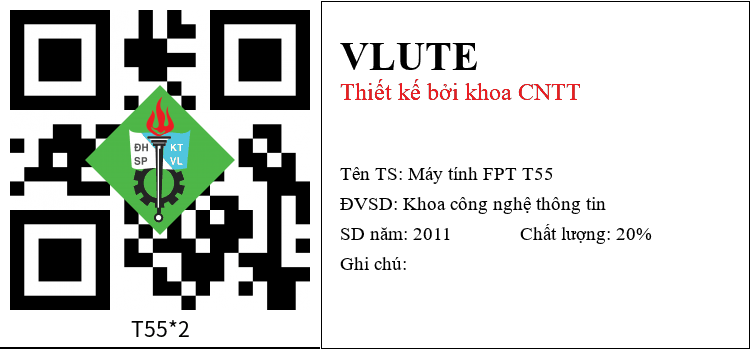 ĐH KT
SP VL
T55*2
VLUTE
Thiết kế bởi khoa CNTT
Tên TS: Máy tính FPT T55
ĐVSD: Khoa công nghệ thông tin
SD năm: 2011 Chất lượng: 20%
Ghi chú: